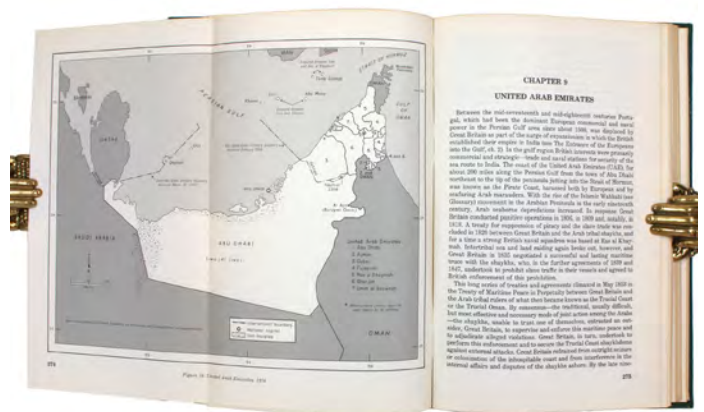 STRAIT OF HORMUZ
PERSIAN GULF
GULF OF OMAN
QATAR
ABU DHABI
SAUDI ARABIA
OMAN
United Arab Emirates
274
Figure 16. United Arab Emirates, 1976
CHAPTER 9
UNITED ARAB EMIRATES
Between the mid-seventeenth and mid-eighteenth centuries Portu-
gal, which had been the dominant European commercial and naval
power in the Persian Gulf area since about 1500, was displaced by
Great Britain as part of the surge of expansionism in which the British
established their empire in India (see The Entrance of the Europeans
into the Gulf, ch. 2). In the gulf region Britain interests were primarily
commercial and strategic—trade and naval stations for security of the
sea route to India. The coast of the United Arab Emirates (UAE) for
about 200 miles along the Persian Gulf from the town of Abu Dhabi
northeast to the tip of the peninsula jutting into the Strait of Hormuz,
was known as the Pirate Coast, harassed both by Europeans and by
seafaring Arab marauders. With the rise of the Islamic Wahhabi (see
Glossary) movement in the Arabian Peninsula in the early nineteenth
century, Arab seaborne depredations increased. In response Great
Britain conducted punitive operations in 1806, in 1809 and, notably, in
1818. A treaty for suppression of piracy and the slave trade was con-
cluded in 1820 between Great Britain and the Arab tribal shaykhs, and
for a time a strong British naval squadron was based at Ras al Khay-
mah. Intertribal sea and land raiding again broke out, however, and
Great Britain in 1835 negotiated a successful and lasting maritime
truce with the shaykhs, who, in the further agreements of 1839 and
1847, undertook to prohibit slave traffic in their vessels and agreed to
British enforcement of this prohibition.
This long series of treaties and agreements climaxed in May 1853 in
the Treaty of Maritime Peace in Perpetuity between Great Britain and
the Arab tribal rulers of what then became known as the Trucial Coast
or the Trucial Oman. By consensus—the traditional, usually difficult,
but most effective and necessary mode of joint action among the Arabs
—the shaykhs, unable to trust one of themselves, entrusted an out-
sider, Great Britain, to supervise and enforce this maritime peace and
to adjudicate alleged violations. Great Britain, in turn, undertook to
perform this enforcement and to secure the Trucial Coast shaykhdoms
against external attacks. Great Britain refrained from outright seizure
or colonization of the inhospitable coast and from interference in the
internal affairs and disputes of the shaykhs ashore. By the late nine-
275